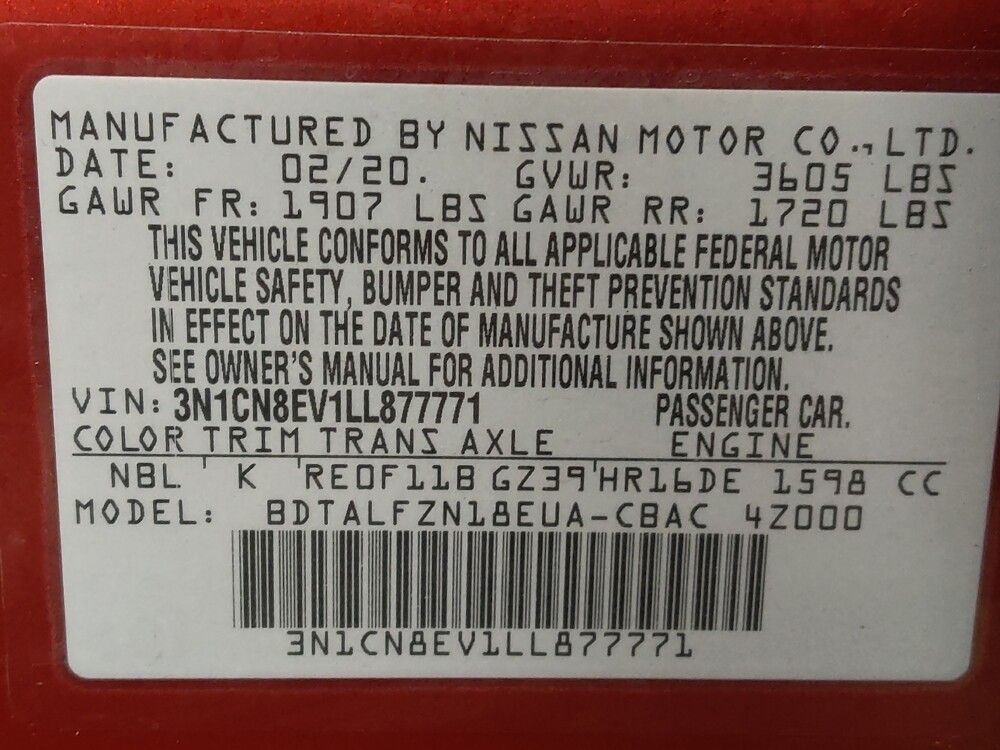 MANUFACTURED BY NISSAN MOTOR CO., LTD.
DATE: 02/20. GVWR: 3605 LBS
GAWR FR: 1907 LBS GAWR RR: 1720 LBS
THIS VEHICLE CONFORMS TO ALL APPLICABLE FEDERAL MOTOR
VEHICLE SAFETY, BUMPER AND THEFT PREVENTION STANDARDS
IN EFFECT ON THE DATE OF MANUFACTURE SHOWN ABOVE.
SEE OWNER'S MANUAL FOR ADDITIONAL INFORMATION.
VIN: 3N1CN8EV1LL877771 PASSENGER CAR.
COLOR TRIM TRANS AXLE ENGINE
NBL K RE0F11B GZ39 HR16DE 1598 CC
MODEL: BDTALFZN18EUA-CBAC 4Z000
3N1CN8EV1LL877771